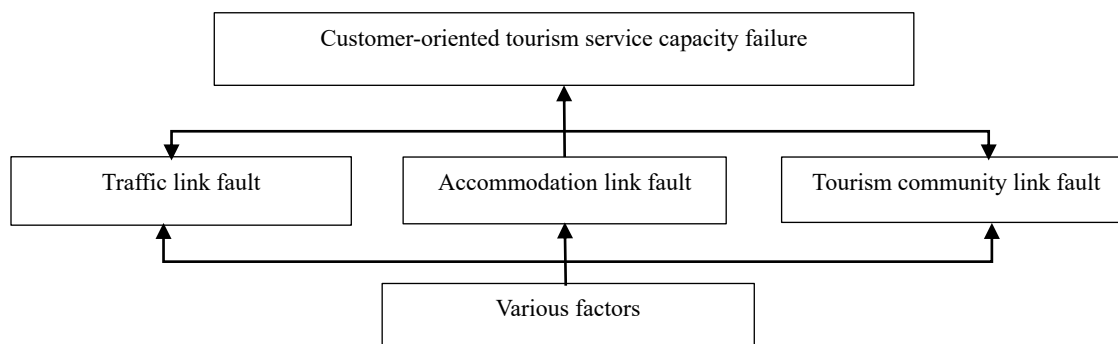 Customer-oriented tourism service capacity failure
Traffic link fault
Accommodation link fault
Tourism community link fault
Various factors